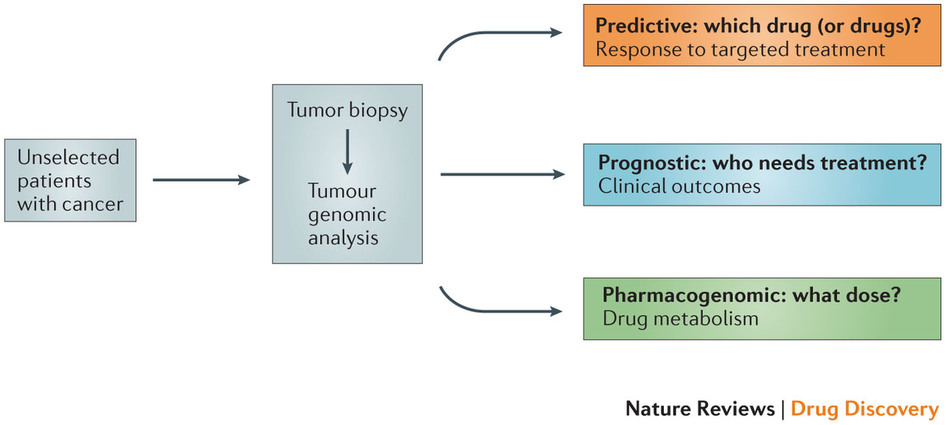 Unselected
patients
with cancer
Tumor biopsy
Tumour
genomic
analysis
Predictive: which drug (or drugs)?
Response to targeted treatment
Prognostic: who needs treatment?
Clinical outcomes
Pharmacogenomic: what dose?
Drug metabolism
Nature Reviews | Drug Discovery